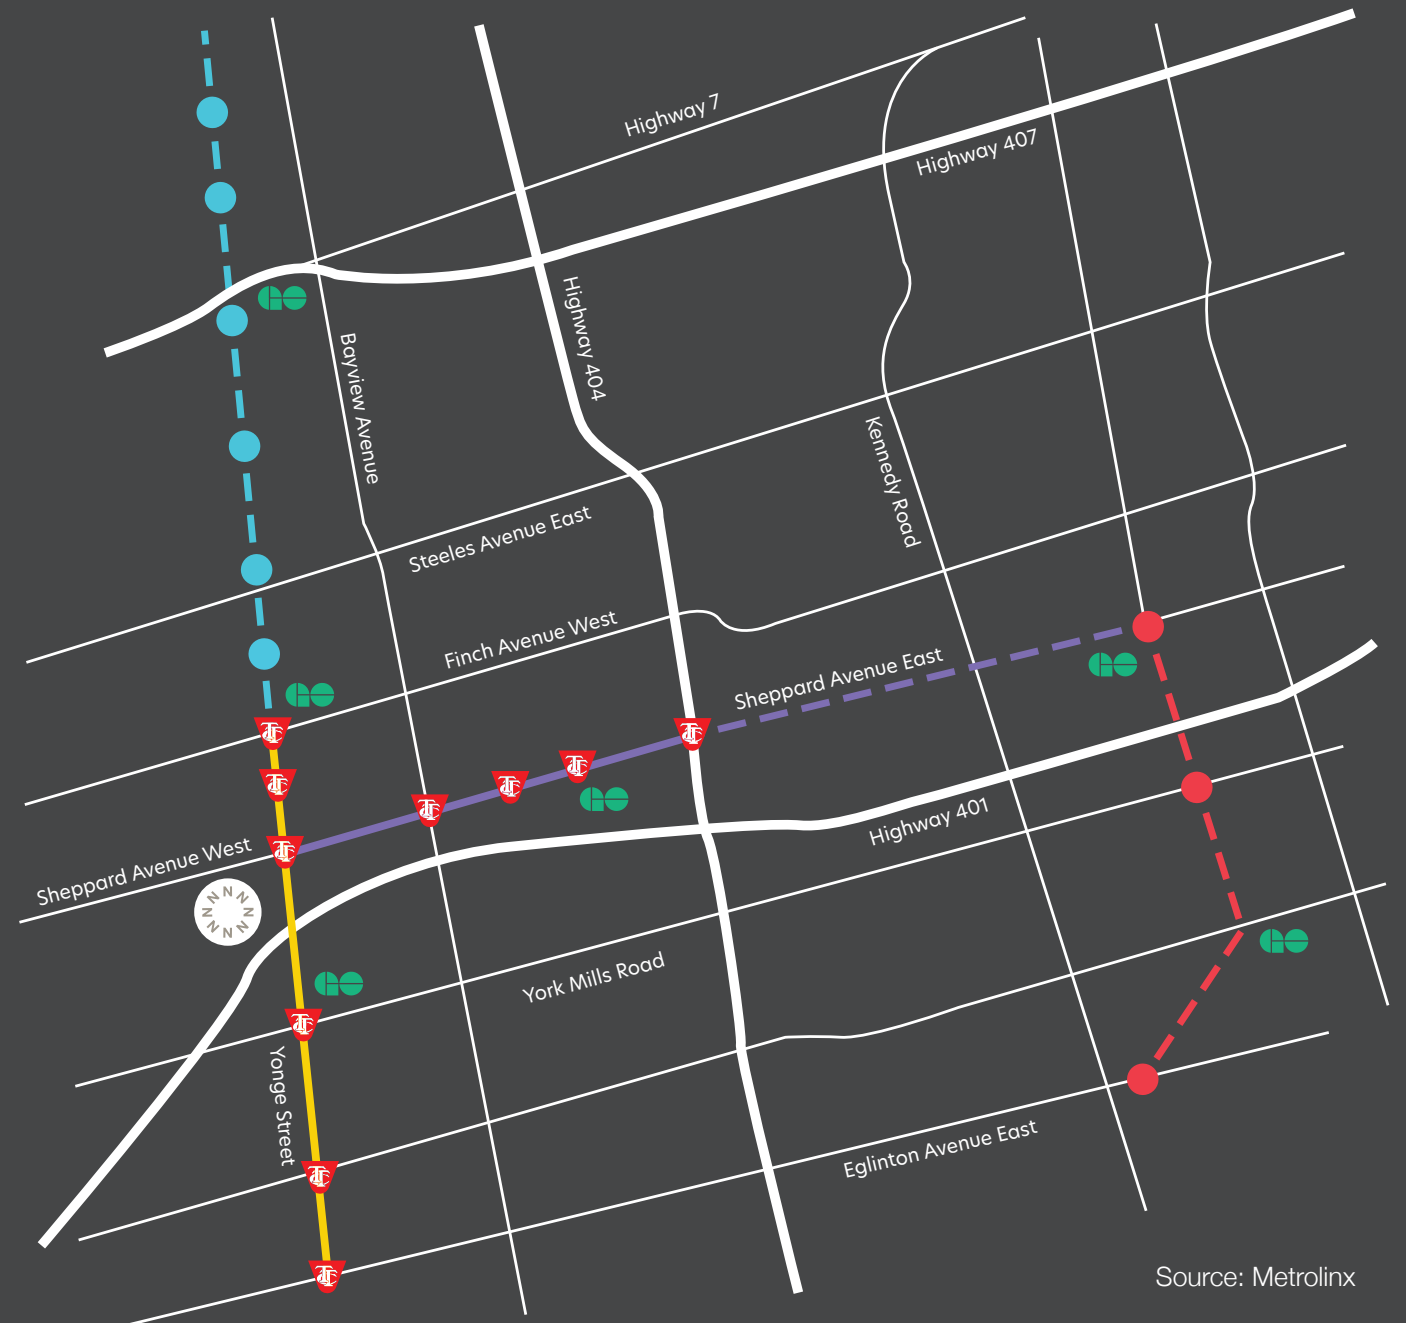 Highway 7
Highway 407
Highway 404
Bayview Avenue
Kennedy Road
Steeles Avenue East
Finch Avenue West
Sheppard Avenue East
Highway 401
Sheppard Avenue West
N N N N N N N N
York Mills Road
Yonge Street
Eglinton Avenue East
Source: Metrolinx